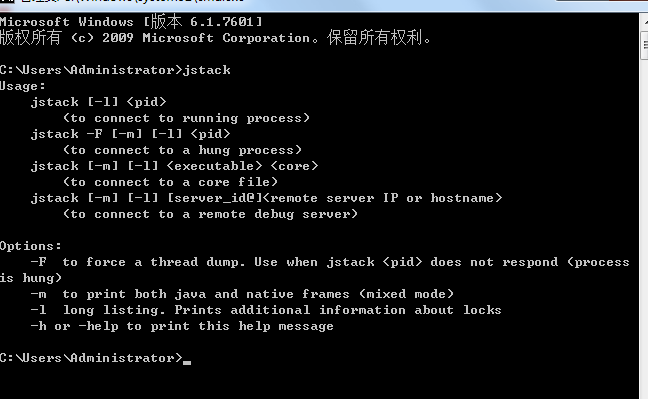 Microsoft Windows [版本 6.1.7601]
版权所有 (c) 2009 Microsoft Corporation。保留所有权利。
C:\Users\Administrator>jstack
Usage:
jstack [-l] <pid>
(to connect to running process)
jstack -F [-m] [-l] <pid>
(to connect to a hung process)
jstack [-m] [-l] <executable> <core>
(to connect to a core file)
jstack [-m] [-l] [server_id@]<remote server IP or hostname>
(to connect to a remote debug server)
Options:
-F  to force a thread dump. Use when jstack <pid> does not respond (process
is hung)
-m  to print both java and native frames (mixed mode)
-l  long listing. Prints additional information about locks
-h or -help to print this help message
C:\Users\Administrator>_